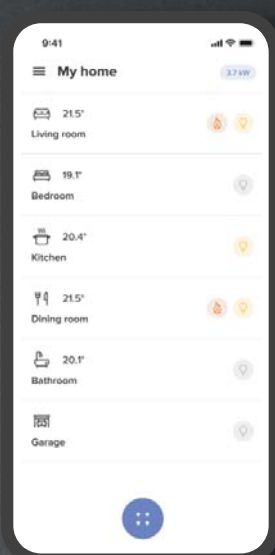 9:41
My home
3.7 kW
21.5°
Living room
19.1°
Bedroom
20.4°
Kitchen
21.5°
Dining room
20.1°
Bathroom
Garage